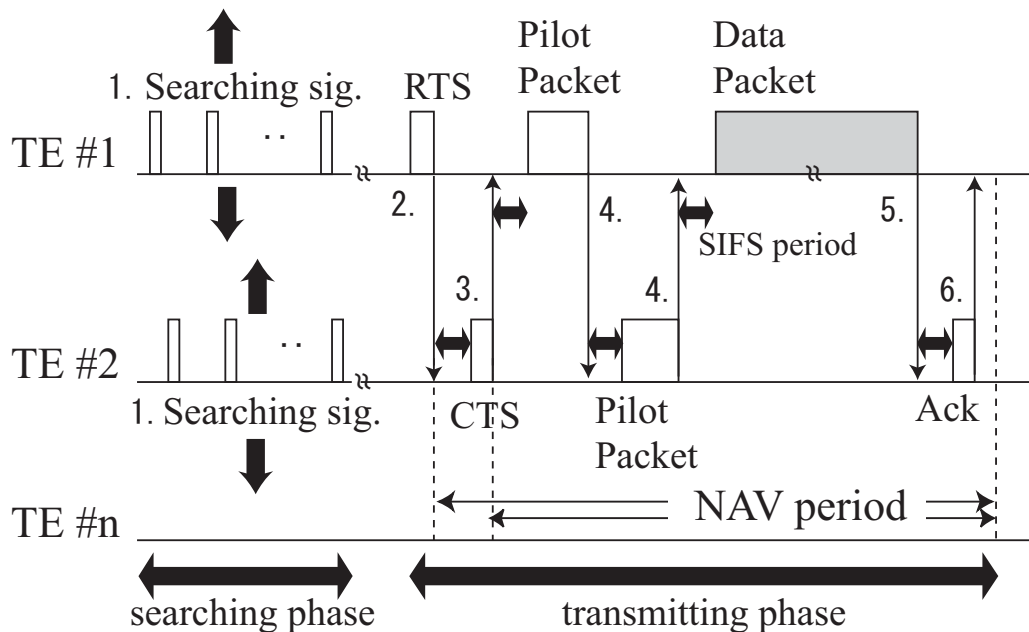 Pilot
Packet
Data
Packet
1. Searching sig.
RTS
TE #1
. .
2.
4.
5.
SIFS period
3.
4.
6.
TE #2
. .
1. Searching sig.
CTS
Pilot
Packet
Ack
NAV period
TE #n
searching phase
transmitting phase